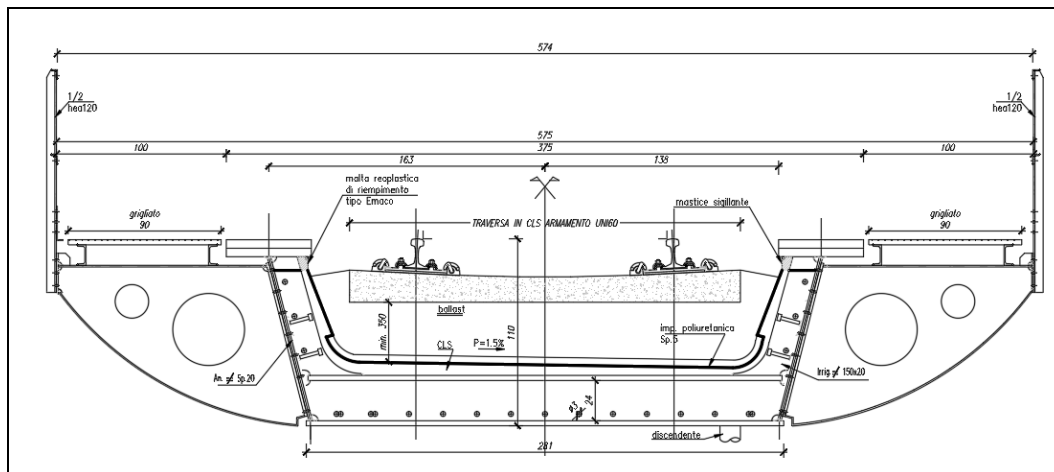 574
1/2
hea120
1/2
hea120
575
100
375
100
163
138
malta reoplastica
di riempimento
tipo Emaco
mastice sigillante
grigliato
90
TRAVERSA IN CLS ARMAMENTO UNI60
grigliato
90
ballast
min. 350
110
imp. poliuretanica
Sp.5
CLS
P=1.5%
Sp.20
Irrig.
150x20
24
ø3
discendente
281